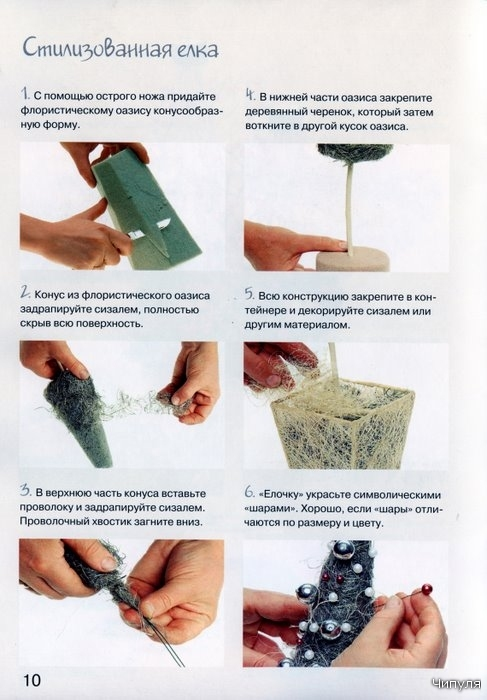 Стилизованная елка
1. С помощью острого ножа придайте
флористическому оазису конусообраз-
ную форму.
2. Конус из флористического оазиса
задрапируйте сизалем, полностью
скрыв всю поверхность.
3. В верхнюю часть конуса вставьте
проволоку и задрапируйте сизалем.
Проволочный хвостик загните вниз.
4. В нижней части оазиса закрепите
деревянный черенок, который затем
воткните в другой кусок оазиса.
5. Всю конструкцию закрепите в кон-
тейнере и декорируйте сизалем или
другим материалом.
6. «Елочку» украсьте символическими
«шарами». Хорошо, если «шары» отли-
чаются по размеру и цвету.
10
Чипуля